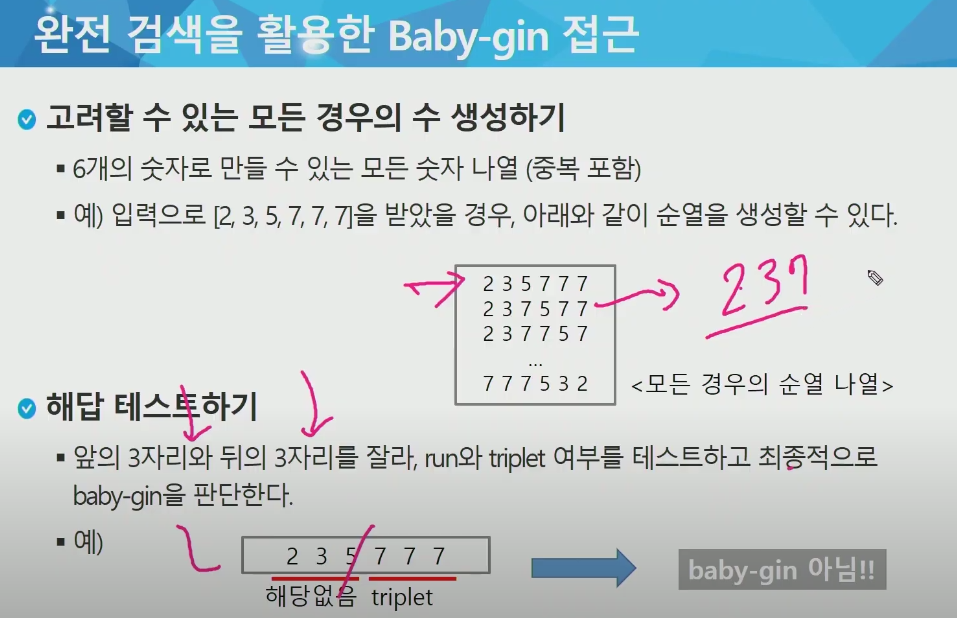 완전 검색을 활용한 Baby-gin 접근
고려할 수 있는 모든 경우의 수 생성하기
▪ 6개의 숫자로 만들 수 있는 모든 숫자 나열 (중복 포함)
▪ 예) 입력으로 [2, 3, 5, 7, 7, 7]을 받았을 경우, 아래와 같이 순열을 생성할 수 있다.
2 3 5 7 7 7
2 3 7 5 7 7
2 3 7 7 5 7
...
7 7 7 5 3 2
237
<모든 경우의 순열 나열>
해답 테스트하기
▪ 앞의 3자리와 뒤의 3자리를 잘라, run와 triplet 여부를 테스트하고 최종적으로
baby-gin을 판단한다.
▪ 예)
2 3 5 7 7 7
해당없음 triplet
baby-gin 아님!!